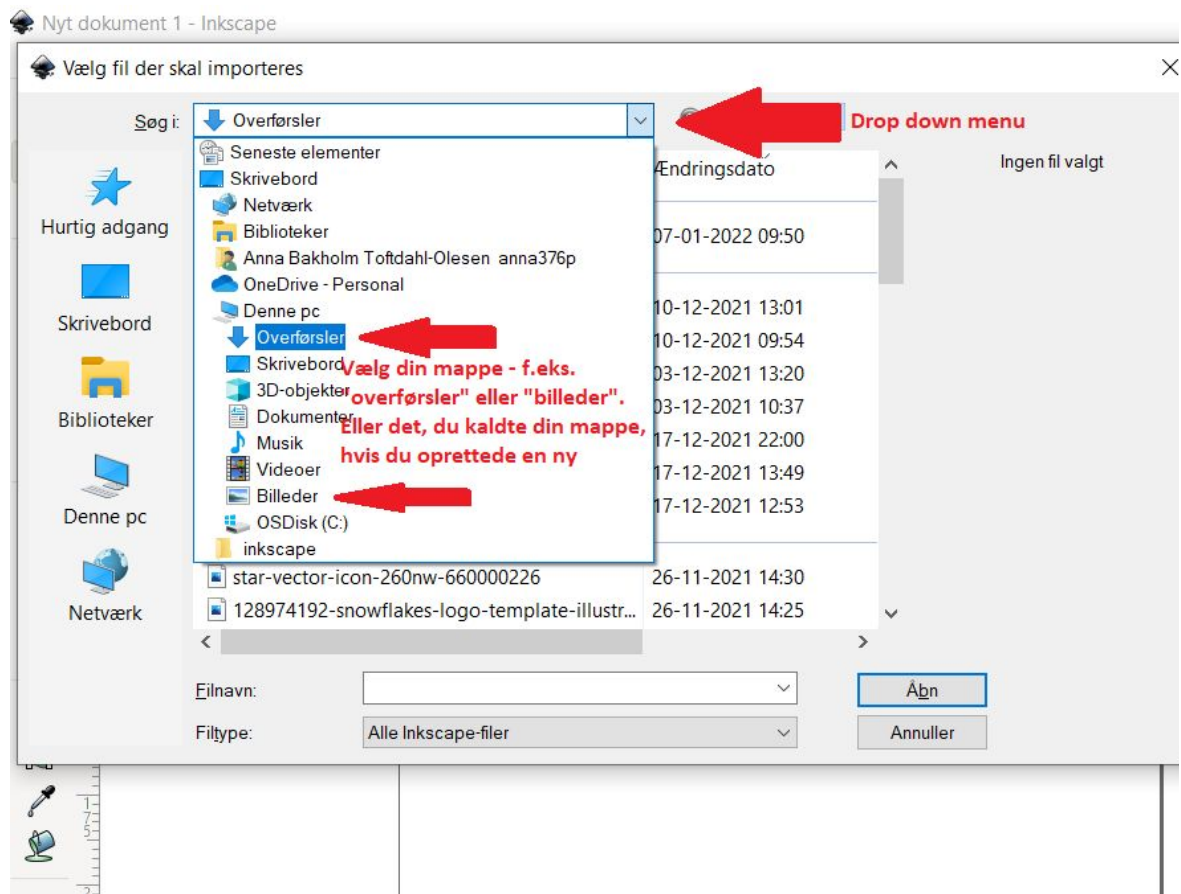 Nyt dokument 1 - Inkscape
Vælg fil der skal importeres
Søg i:
Overførsler
Drop down menu
Seneste elementer
Skrivebord
Netværk
Biblioteker
Anna Bakholm Toftdahl-Olesen anna376p
OneDrive - Personal
Denne pc
Overførsler
Skrivebord
3D-objekter
Dokumenter
Musik
Videoer
Billeder
OSDisk (C:)
inkscape
Vælg din mappe - f.eks.
"overførsler" eller "billeder".
Eller det, du kaldte din mappe,
hvis du oprettede en ny
Hurtig adgang
Skrivebord
Biblioteker
Denne pc
Netværk
Ændringsdato
07-01-2022 09:50
10-12-2021 13:01
10-12-2021 09:54
03-12-2021 13:20
03-12-2021 10:37
17-12-2021 22:00
17-12-2021 13:49
17-12-2021 12:53
star-vector-icon-260nw-660000226 26-11-2021 14:30
128974192-snowflakes-logo-template-illustr... 26-11-2021 14:25
Ingen fil valgt
Filnavn:
Åbn
Filtype:
Alle Inkscape-filer
Annuller
1
7
5